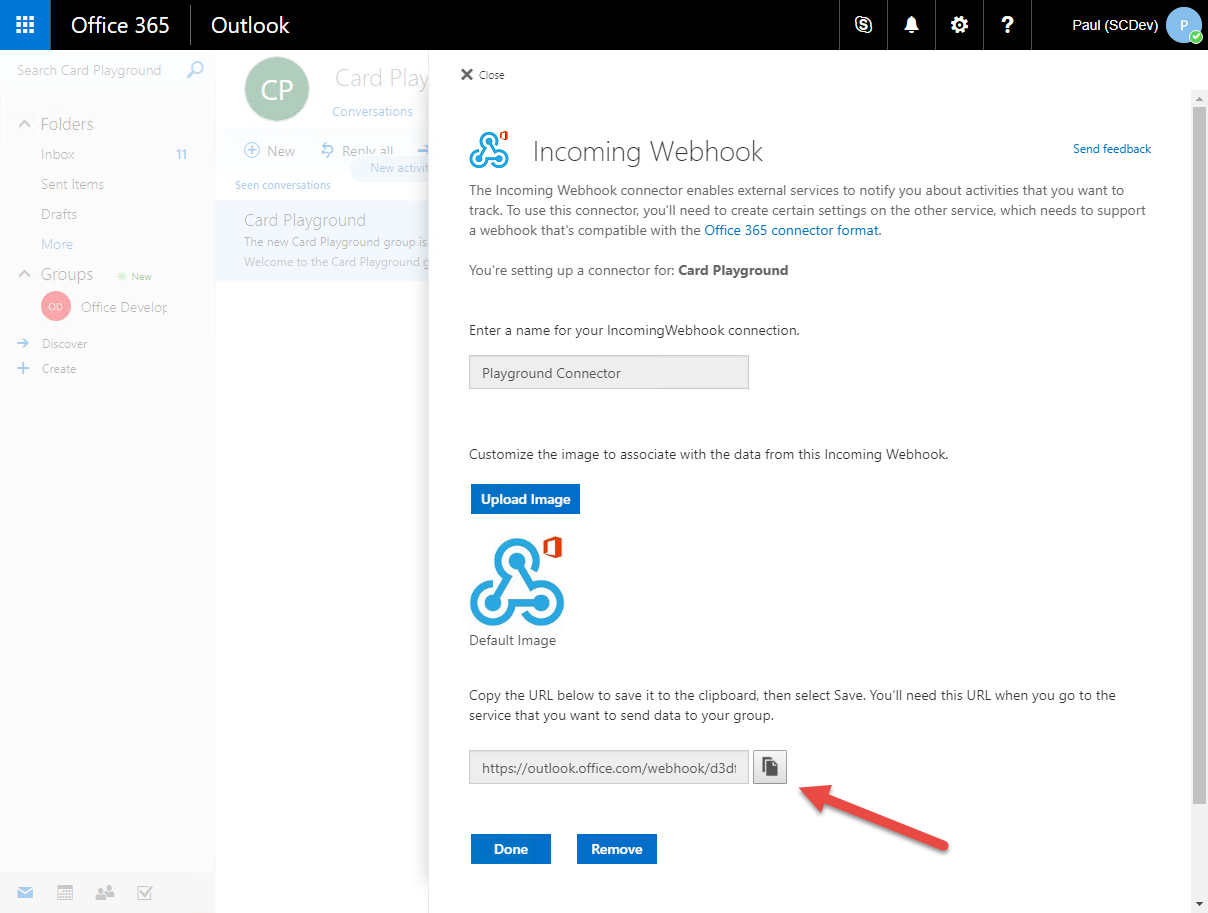 Office 365
Outlook
Paul (SCDev)
P
Search Card Playground
Folders
Inbox 11
Sent Items
Drafts
More
Groups New
OD Office Develop
Discover
Create
CP
Card Play
Conversations
New Reply all
New activi
Seen conversations
Card Playground
The new Card Playground group is
Welcome to the Card Playground g
Close
Incoming Webhook
Send feedback
The Incoming Webhook connector enables external services to notify you about activities that you want to
track. To use this connector, you'll need to create certain settings on the other service, which needs to support
a webhook that's compatible with the Office 365 connector format.
You're setting up a connector for: Card Playground
Enter a name for your IncomingWebhook connection.
Playground Connector
Customize the image to associate with the data from this Incoming Webhook.
Upload Image
Default Image
Copy the URL below to save it to the clipboard, then select Save. You'll need this URL when you go to the
service that you want to send data to your group.
https://outlook.office.com/webhook/d3df
Done
Remove